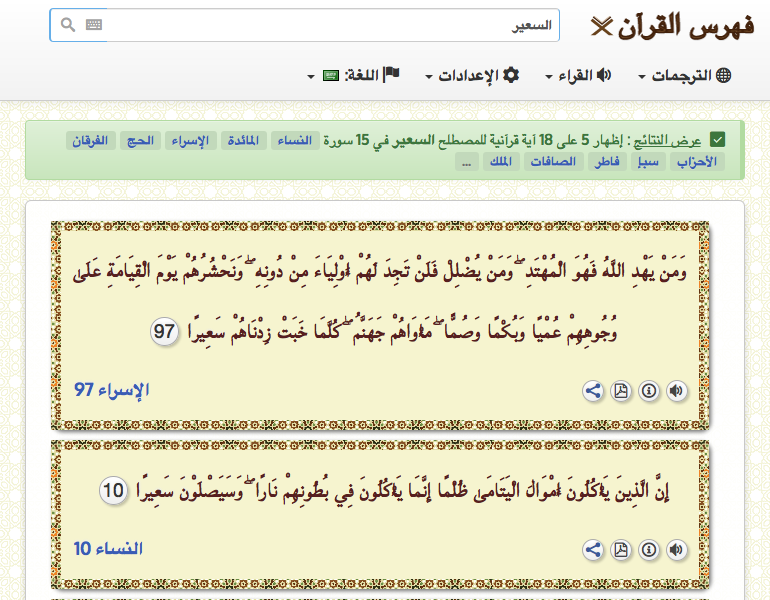 فهرس القرآن
السعير
الترجمات
القراء
الإعدادات
اللغة:
عرض النتائج : إظهار 5 على 18 آية قرآنية للمصطلح السعير في 15 سورة النساء المائدة الإسراء الحج الفرقان
الأحزاب سبإ فاطر الصافات الملك ...
وَمَنْ يَهْدِ اللَّهُ فَهُوَ الْمُهْتَدِ ۖ وَمَنْ يُضْلِلْ فَلَنْ تَجِدَ لَهُمْ أَوْلِيَاءَ مِنْ دُونِهِ ۖ وَنَحْشُرُهُمْ يَوْمَ الْقِيَامَةِ عَلَىٰ
وُجُوهِهِمْ عُمْيًا وَبُكْمًا وَصُمًّا ۖ مَأْوَاهُمْ جَهَنَّمُ ۖ كُلَّمَا خَبَتْ زِدْنَاهُمْ سَعِيرًا 97
الإسراء 97
إِنَّ الَّذِينَ يَأْكُلُونَ أَمْوَالَ الْيَتَامَىٰ ظُلْمًا إِنَّمَا يَأْكُلُونَ فِي بُطُونِهِمْ نَارًا ۖ وَسَيَصْلَوْنَ سَعِيرًا 10
النساء 10